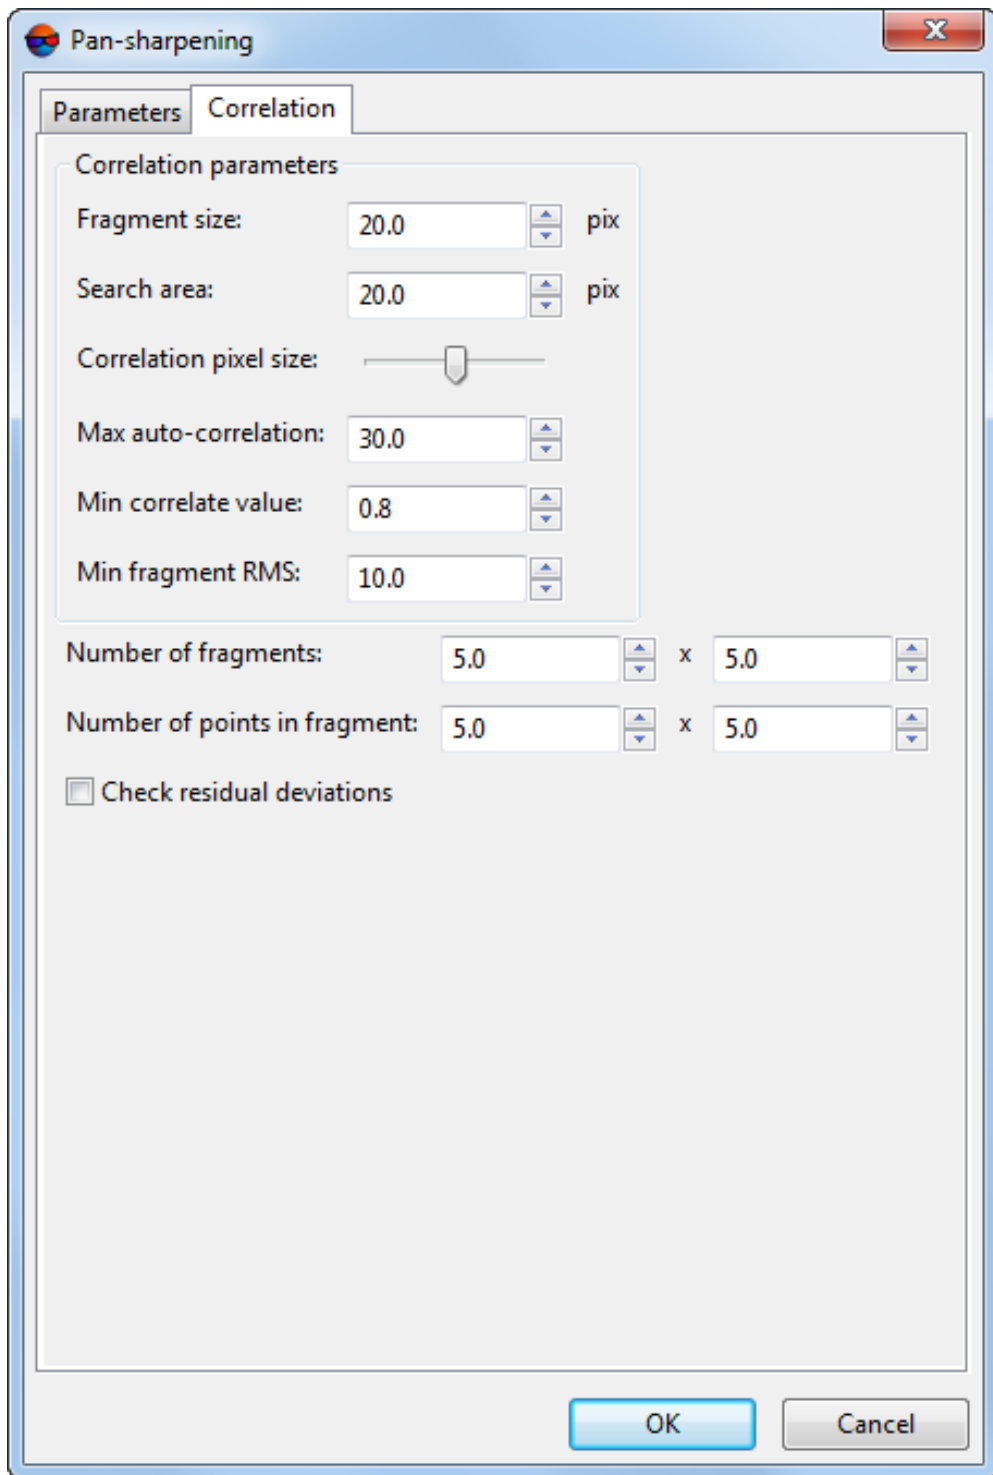 Pan-sharpening
Parameters Correlation
Correlation parameters
Fragment size: 20.0 pix
Search area: 20.0 pix
Correlation pixel size:
Max auto-correlation: 30.0
Min correlate value: 0.8
Min fragment RMS: 10.0
Number of fragments: 5.0 x 5.0
Number of points in fragment: 5.0 x 5.0
Check residual deviations
OK Cancel